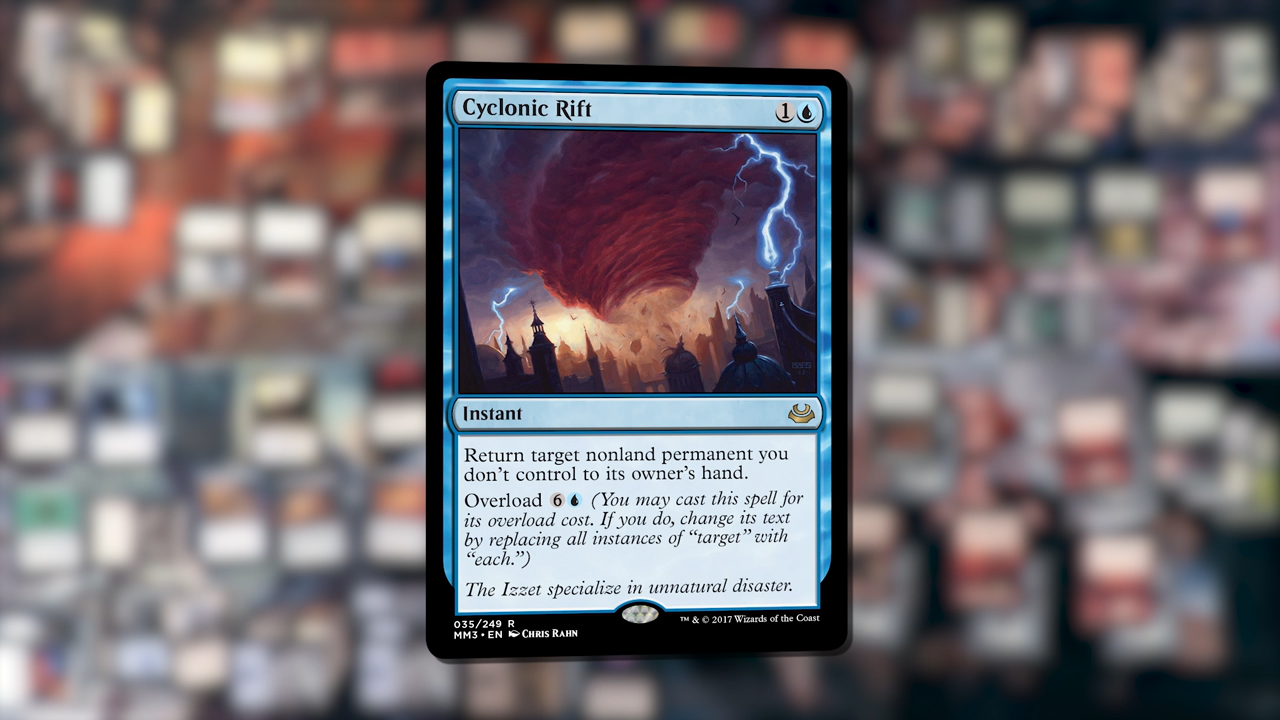 Cyclonic Rift 1
Instant
Return target nonland permanent you
don't control to its owner's hand.
Overload 6 (You may cast this spell for
its overload cost. If you do, change its text
by replacing all instances of “target” with
“each.”)
The Izzet specialize in unnatural disaster.
035/249 R
MM3 • EN Chris Rahn
™ & © 2017 Wizards of the Coast